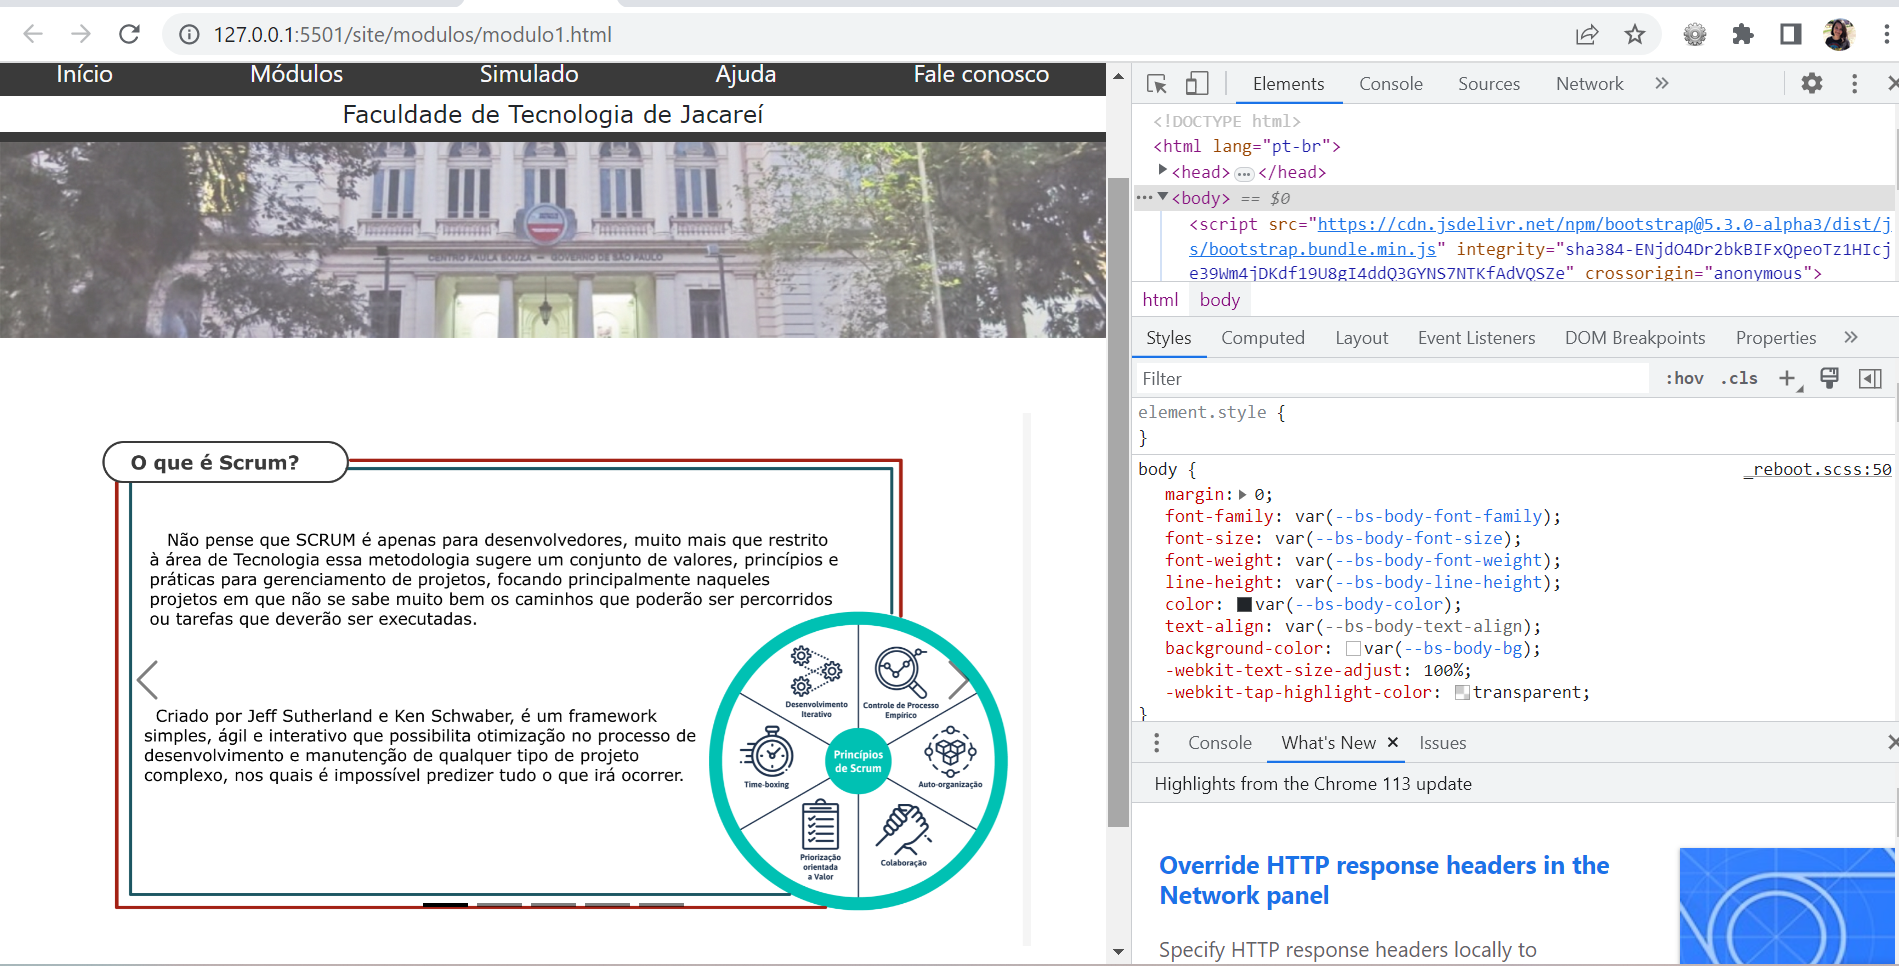 127.0.0.1:5501/site/modulos/modulo1.html
Início Módulos Simulado Ajuda Fale conosco
Faculdade de Tecnologia de Jacareí
CENTRO PAULA SOUZA — GOVERNO DE SÃO PAULO
O que é Scrum?
Não pense que SCRUM é apenas para desenvolvedores, muito mais que restrito
à área de Tecnologia essa metodologia sugere um conjunto de valores, princípios e
práticas para gerenciamento de projetos, focando principalmente naqueles
projetos em que não se sabe muito bem os caminhos que poderão ser percorridos
ou tarefas que deverão ser executadas.
Criado por Jeff Sutherland e Ken Schwaber, é um framework
simples, ágil e interativo que possibilita otimização no processo de
desenvolvimento e manutenção de qualquer tipo de projeto
complexo, nos quais é impossível predizer tudo o que irá ocorrer.
Desenvolvimento
Iterativo
Controle de Processo
Empírico
Princípios
de Scrum
Time-boxing
Auto-organização
Priorização
orientada
a Valor
Colaboração
Elements Console Sources Network »
<!DOCTYPE html>
<html lang="pt-br">
<head> … </head>
<body> == $0
<script src="https://cdn.jsdelivr.net/npm/bootstrap@5.3.0-alpha3/dist/j
s/bootstrap.bundle.min.js" integrity="sha384-ENjdO4Dr2bkBIFxQpeoTz1HIcj
e39Wm4jDKdf19U8gI4ddQ3GYNS7NTKfAdVQSZe" crossorigin="anonymous">
html body
Styles Computed Layout Event Listeners DOM Breakpoints Properties »
Filter :hov .cls
element.style {
}
body { _reboot.scss:50
margin: 0;
font-family: var(--bs-body-font-family);
font-size: var(--bs-body-font-size);
font-weight: var(--bs-body-font-weight);
line-height: var(--bs-body-line-height);
color: var(--bs-body-color);
text-align: var(--bs-body-text-align);
background-color: var(--bs-body-bg);
-webkit-text-size-adjust: 100%;
-webkit-tap-highlight-color: transparent;
}
Console What's New × Issues
Highlights from the Chrome 113 update
Override HTTP response headers in the
Network panel
Specify HTTP response headers locally to